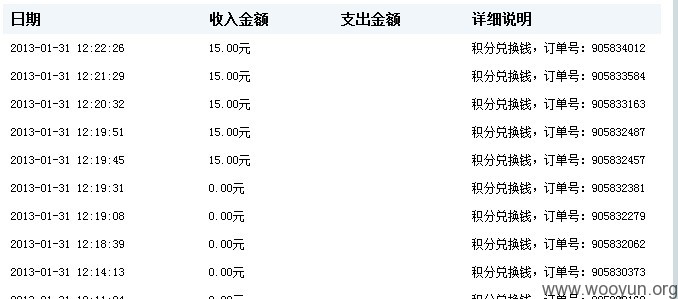 日期 收入金额 支出金额 详细说明
2013-01-31 12:22:26 15.00元 积分兑换钱，订单号：905834012
2013-01-31 12:21:29 15.00元 积分兑换钱，订单号：905833584
2013-01-31 12:20:32 15.00元 积分兑换钱，订单号：905833163
2013-01-31 12:19:51 15.00元 积分兑换钱，订单号：905832487
2013-01-31 12:19:45 15.00元 积分兑换钱，订单号：905832457
2013-01-31 12:19:31 0.00元 积分兑换钱，订单号：905832381
2013-01-31 12:19:08 0.00元 积分兑换钱，订单号：905832279
2013-01-31 12:18:39 0.00元 积分兑换钱，订单号：905832062
2013-01-31 12:14:13 0.00元 积分兑换钱，订单号：905830373
www.wooyun.org